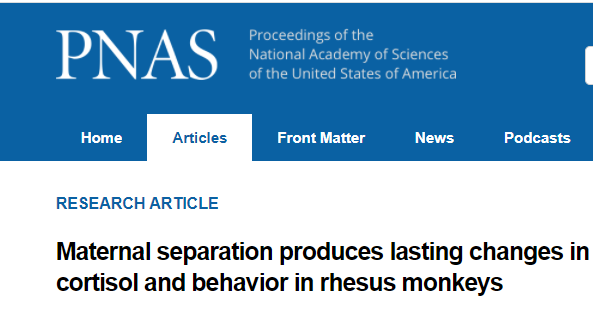 PNAS
Proceedings of the
National Academy of Sciences
of the United States of America
Home Articles Front Matter News Podcasts
RESEARCH ARTICLE
Maternal separation produces lasting changes in
cortisol and behavior in rhesus monkeys